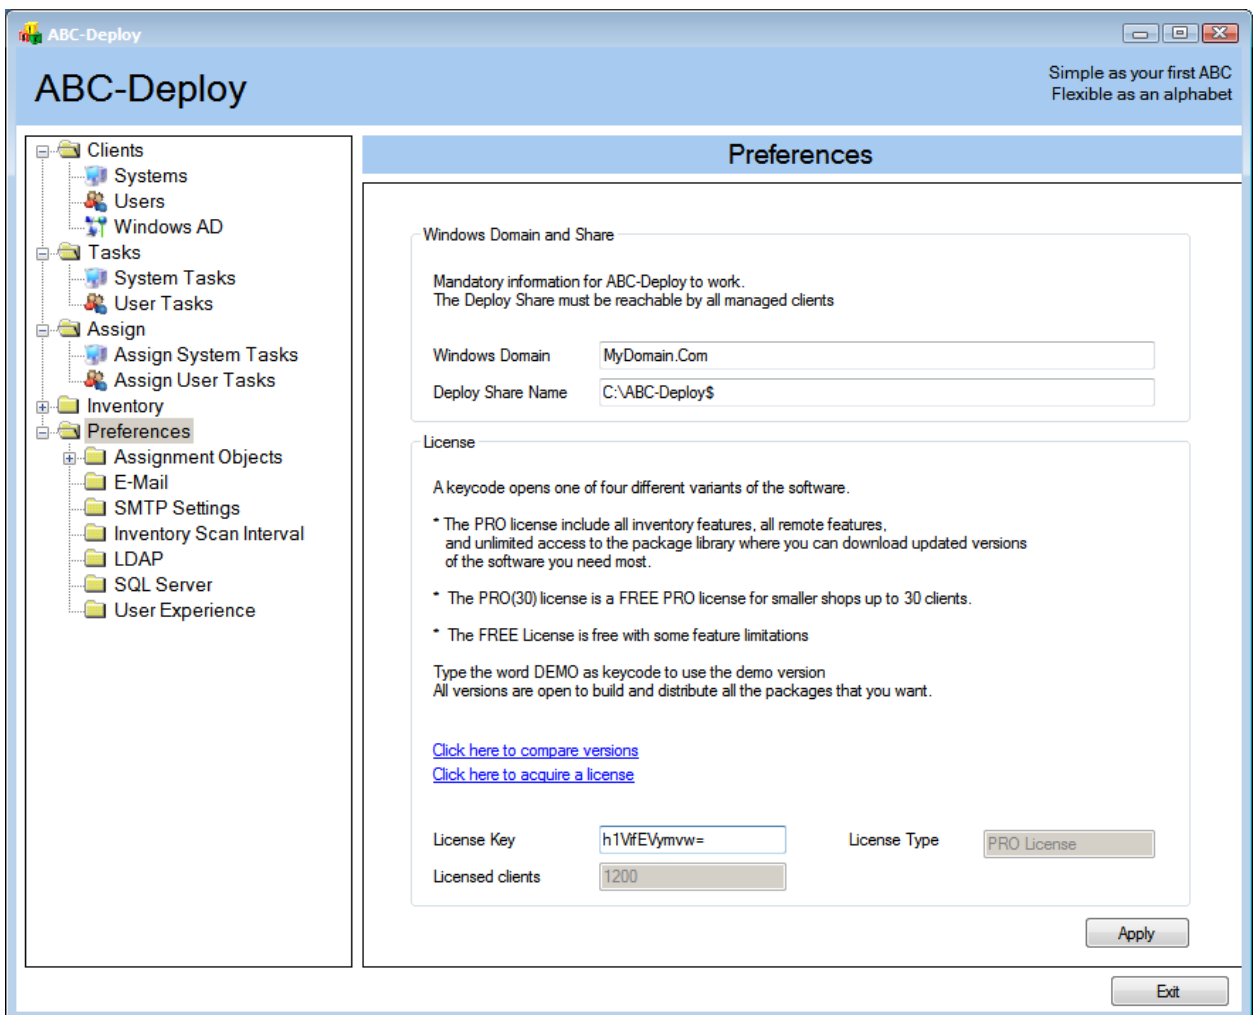 ABC-Deploy
ABC-Deploy
Simple as your first ABC
Flexible as an alphabet
Clients
Systems
Users
Windows AD
Tasks
System Tasks
User Tasks
Assign
Assign System Tasks
Assign User Tasks
Inventory
Preferences
Assignment Objects
E-Mail
SMTP Settings
Inventory Scan Interval
LDAP
SQL Server
User Experience
Preferences
Windows Domain and Share
Mandatory information for ABC-Deploy to work.
The Deploy Share must be reachable by all managed clients
Windows Domain MyDomain.Com
Deploy Share Name C:\ABC-Deploy$
License
A keycode opens one of four different variants of the software.
* The PRO license include all inventory features, all remote features,
and unlimited access to the package library where you can download updated versions
of the software you need most.
* The PRO(30) license is a FREE PRO license for smaller shops up to 30 clients.
* The FREE License is free with some feature limitations
Type the word DEMO as keycode to use the demo version
All versions are open to build and distribute all the packages that you want.
Click here to compare versions
Click here to acquire a license
License Key h1VifEVymvw= License Type PRO License
Licensed clients 1200
Apply
Exit